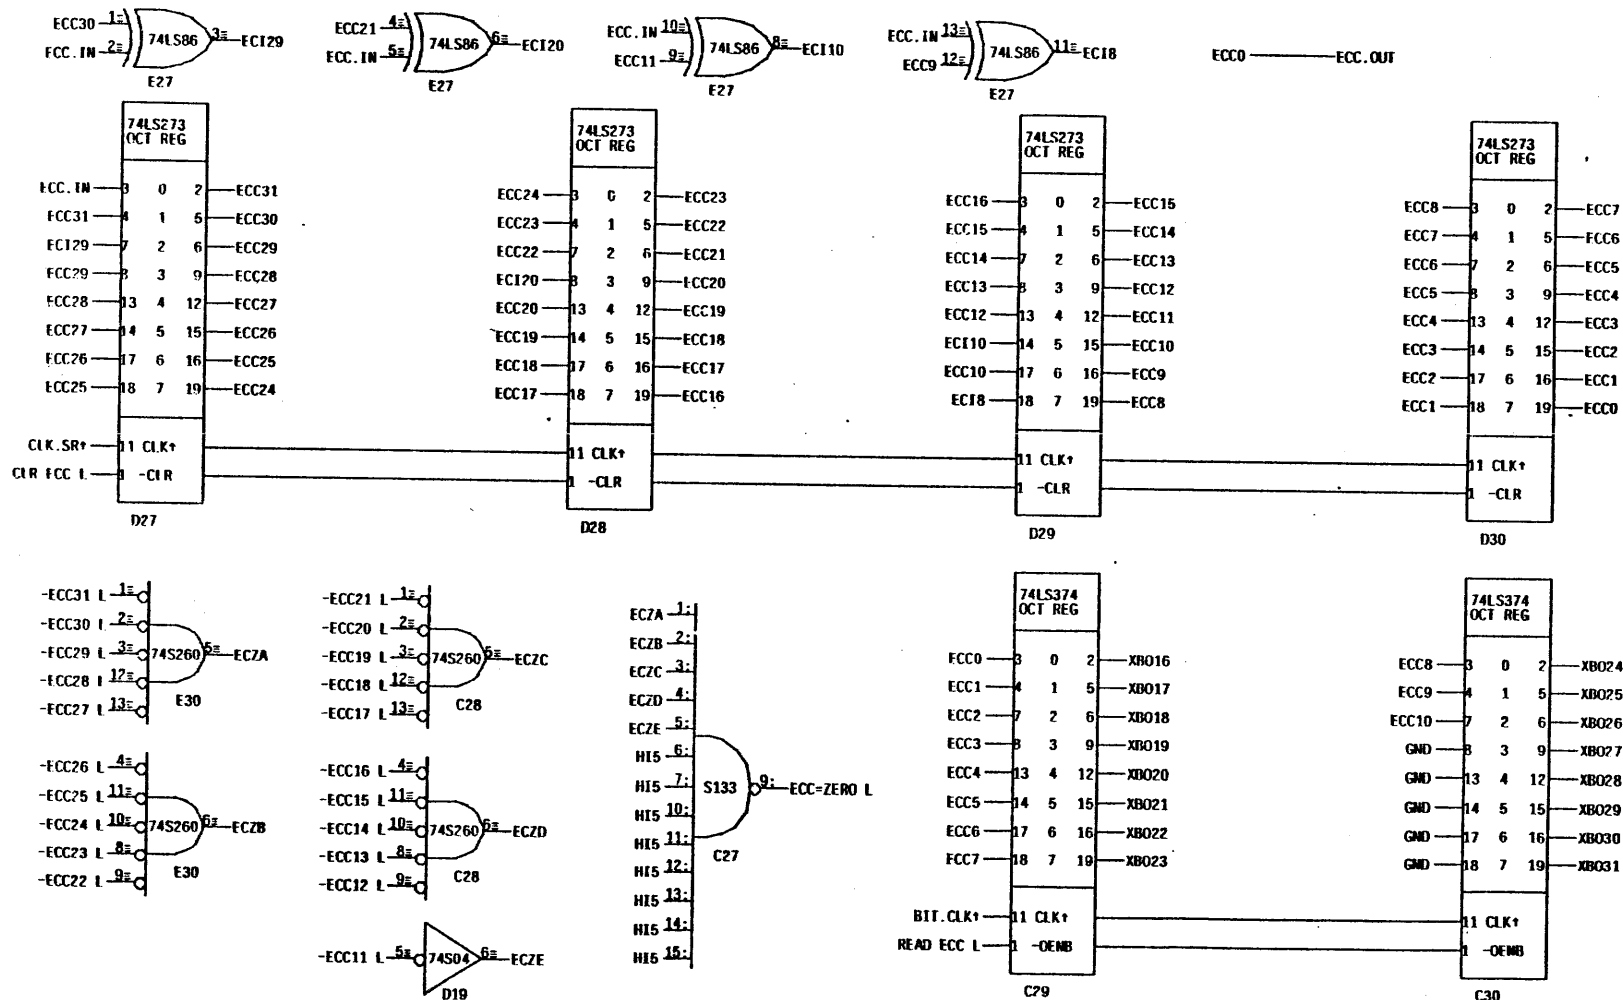 ECC30 1 3 ECI29
ECC.IN 2 74LS86
E27
ECC21 4 6 ECI20
ECC.IN 5 74LS86
E27
ECC.IN 10 8 ECI10
ECC11 9 74LS86
E27
ECC.IN 13 11 ECI8
ECC9 12 74LS86
E27
ECC0 ECC.OUT
74LS273
OCT REG
ECC.IN 3 0 2 ECC31
ECC31 4 1 5 ECC30
ECI29 7 2 6 ECC29
ECC29 8 3 9 ECC28
ECC28 13 4 12 ECC27
ECC27 14 5 15 ECC26
ECC26 17 6 16 ECC25
ECC25 18 7 19 ECC24
CLK.SR↑ 11 CLK↑
CLR ECC L 1 -CLR
D27
74LS273
OCT REG
ECC24 3 0 2 ECC23
ECC23 4 1 5 ECC22
ECC22 7 2 6 ECC21
ECI20 8 3 9 ECC20
ECC20 13 4 12 ECC19
ECC19 14 5 15 ECC18
ECC18 17 6 16 ECC17
ECC17 18 7 19 ECC16
11 CLK↑
1 -CLR
D28
74LS273
OCT REG
ECC16 3 0 2 ECC15
ECC15 4 1 5 ECC14
ECC14 7 2 6 ECC13
ECC13 8 3 9 ECC12
ECC12 13 4 12 ECC11
ECI10 14 5 15 ECC10
ECC10 17 6 16 ECC9
ECI8 18 7 19 ECC8
11 CLK↑
1 -CLR
D29
74LS273
OCT REG
ECC8 3 0 2 ECC7
ECC7 4 1 5 ECC6
ECC6 7 2 6 ECC5
ECC5 8 3 9 ECC4
ECC4 13 4 12 ECC3
ECC3 14 5 15 ECC2
ECC2 17 6 16 ECC1
ECC1 18 7 19 ECC0
11 CLK↑
1 -CLR
D30
-ECC31 L 1
-ECC30 L 2
-ECC29 L 3 74S260 5 ECZA
-ECC28 L 12
-ECC27 L 13
E30
-ECC26 L 4
-ECC25 L 11
-ECC24 L 10 74S260 6 ECZB
-ECC23 L 8
-ECC22 L 9
E30
-ECC21 L 1
-ECC20 L 2
-ECC19 L 3 74S260 5 ECZC
-ECC18 L 12
-ECC17 L 13
C28
-ECC16 L 4
-ECC15 L 11
-ECC14 L 10 74S260 6 ECZD
-ECC13 L 8
-ECC12 L 9
C28
-ECC11 L 5 74S04 6 ECZE
D19
ECZA 1
ECZB 2
ECZC 3
ECZD 4
ECZE 5
HI5 6
HI5 7 S133 9 ECC=ZERO L
HI5 10
HI5 11
C27
HI5 12
HI5 13
HI5 14
HI5 15
74LS374
OCT REG
ECC0 3 0 2 XBO16
ECC1 4 1 5 XBO17
ECC2 7 2 6 XBO18
ECC3 8 3 9 XBO19
ECC4 13 4 12 XBO20
ECC5 14 5 15 XBO21
ECC6 17 6 16 XBO22
ECC7 18 7 19 XBO23
BIT.CLK↑ 11 CLK↑
READ ECC L 1 -OENB
C29
74LS374
OCT REG
ECC8 3 0 2 XBO24
ECC9 4 1 5 XBO25
ECC10 7 2 6 XBO26
GND 8 3 9 XBO27
GND 13 4 12 XBO28
GND 14 5 15 XBO29
GND 17 6 16 XBO30
GND 18 7 19 XBO31
11 CLK↑
1 -OENB
C30